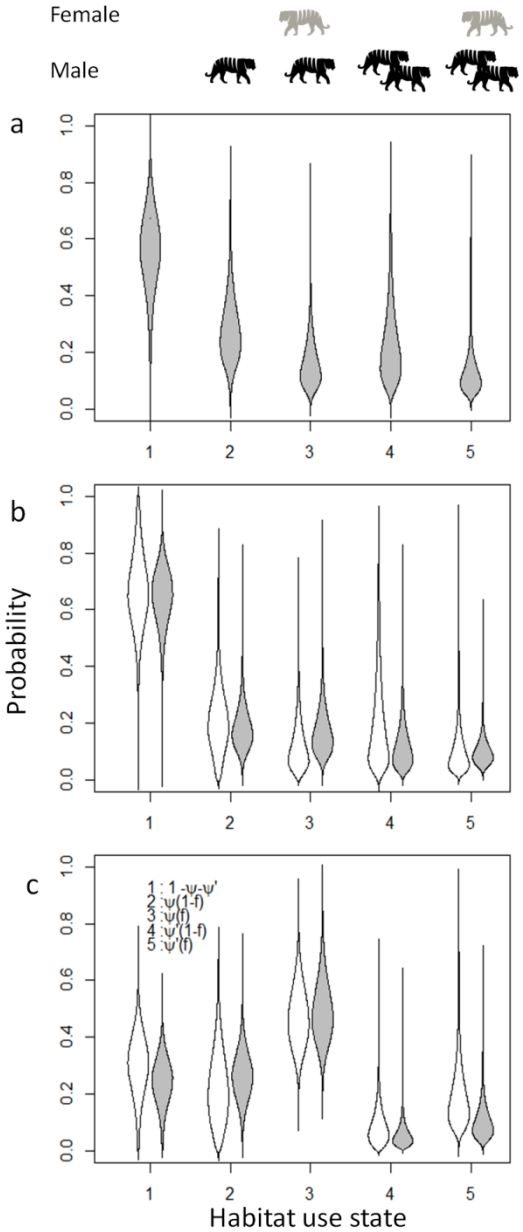 Female
Male
a
1.0
0.8
0.6
0.4
0.2
0.0
1 2 3 4 5
b
1.0
0.8
0.6
0.4
0.2
0.0
1 2 3 4 5
Probability
c
1.0
0.8
0.6
0.4
0.2
0.0
1 : 1 -ψ-ψ'
2 :ψ(1-f)
3 :ψ(f)
4 :ψ'(1-f)
5 :ψ'(f)
1 2 3 4 5
Habitat use state